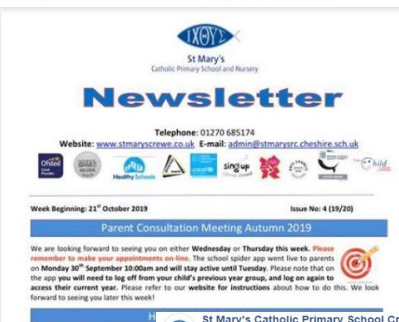 ΙΧΘΥΣ
St Mary's
Catholic Primary School and Nursery
Newsletter
Telephone: 01270 685174
Website: www.stmaryscrewe.co.uk E-mail: admin@stmarysrc.cheshire.sch.uk
Ofsted
Healthy Schools
sing up
Child
Week Beginning: 21st October 2019 Issue No: 4 (19/20)
Parent Consultation Meeting Autumn 2019
We are looking forward to seeing you on either Wednesday or Thursday this week. Please
remember to make your appointments on-line. The school spider app went live to parents
on Monday 30th September 10:00am and will stay active until Tuesday. Please note that on
the app you will need to log off from your child's previous year group, and log on again to
access their current year. Please refer to our website for instructions about how to do this. We look
forward to seeing you later this week!
H
St Mary's Catholic Primary School Cr